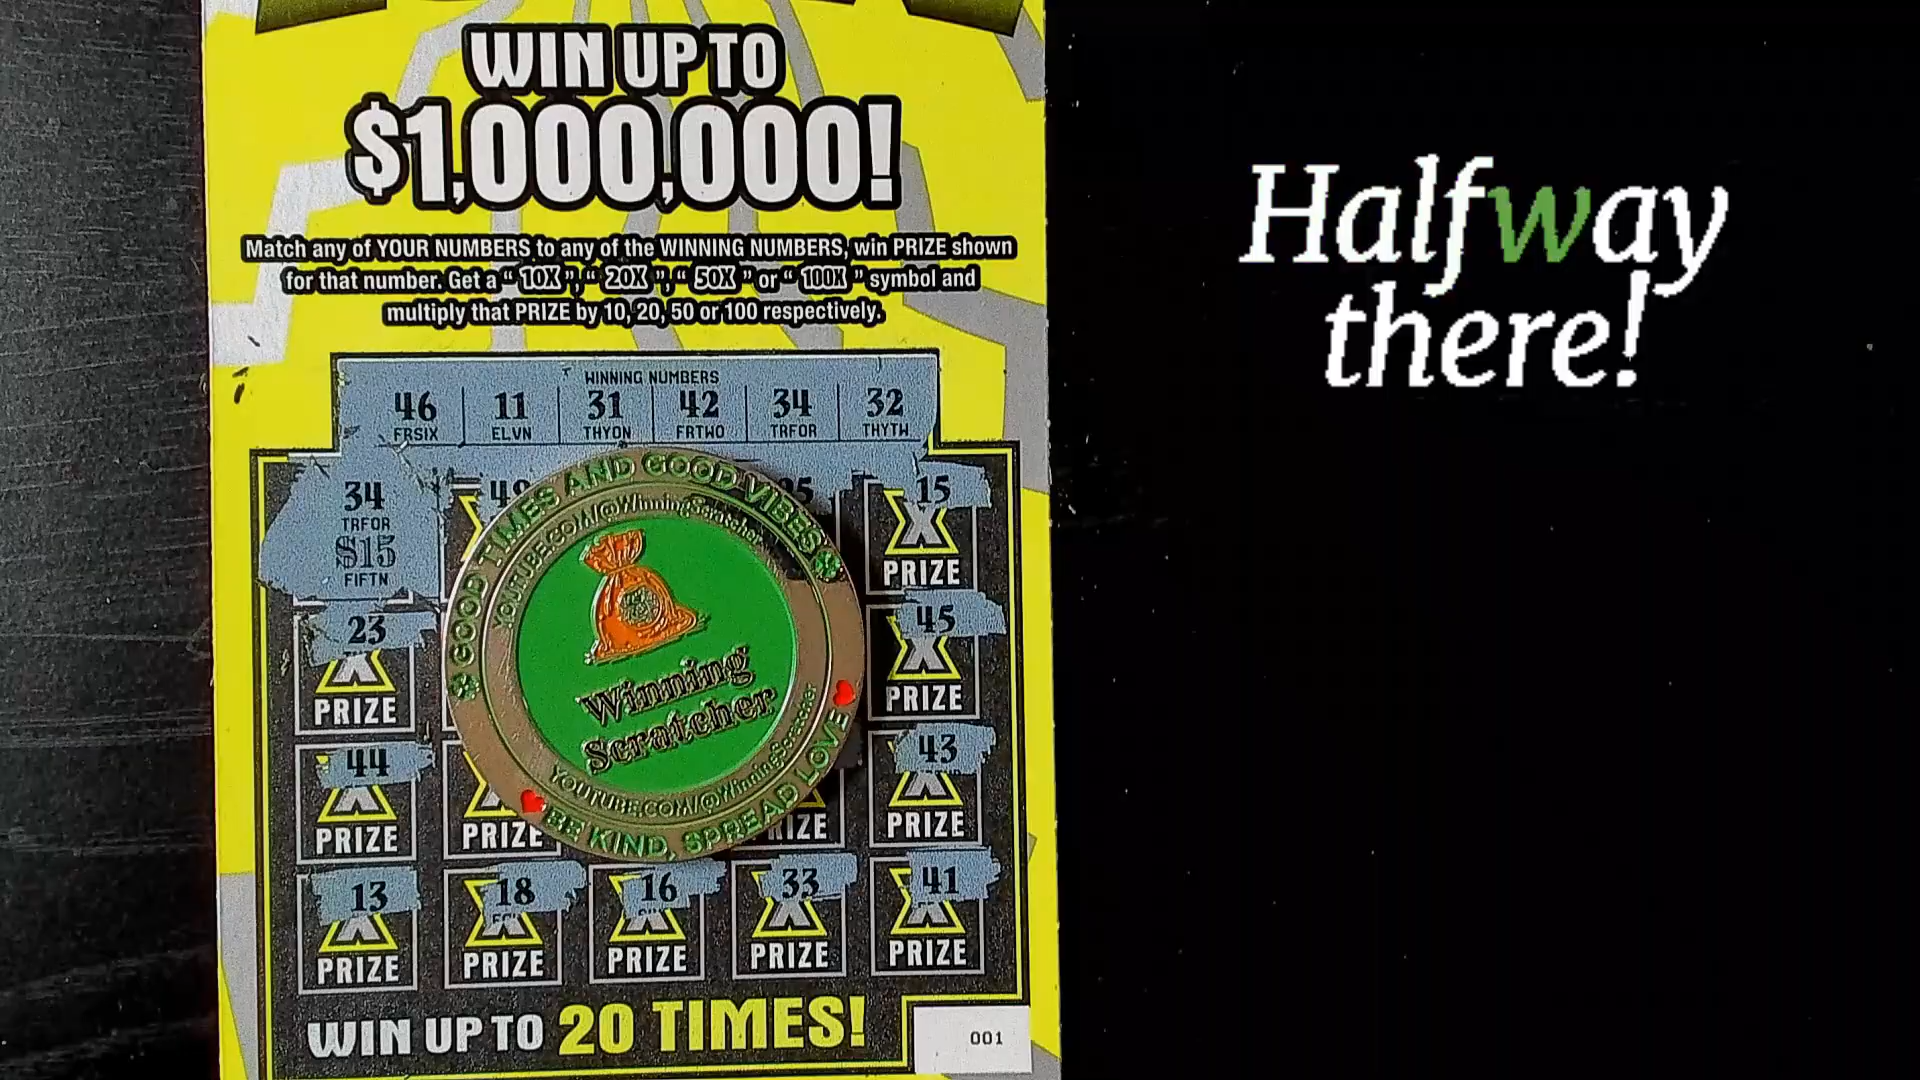 WIN UP TO
$1,000,000!
Match any of YOUR NUMBERS to any of the WINNING NUMBERS, win PRIZE shown
for that number. Get a “ 10X ”, “ 20X ”, “ 50X ” or “ 100X ” symbol and
multiply that PRIZE by 10, 20, 50 or 100 respectively.
WINNING NUMBERS
46 11 31 42 34 32
FRSIX ELVN THYON FRTWO TRFOR THYTW
34 15
TRFOR
$15
FIFTN
PRIZE
23 45
PRIZE PRIZE
44 43
PRIZE PRIZE PRIZE
13 18 16 33 41
PRIZE PRIZE PRIZE PRIZE PRIZE
WIN UP TO 20 TIMES!
001
GOOD TIMES AND GOOD VIBES
YOUTUBE.COM/@WinningScratcher
Winning
Scratcher
YOUTUBE.COM/@WinningScratcher
BE KIND, SPREAD LOVE
Halfway
there!